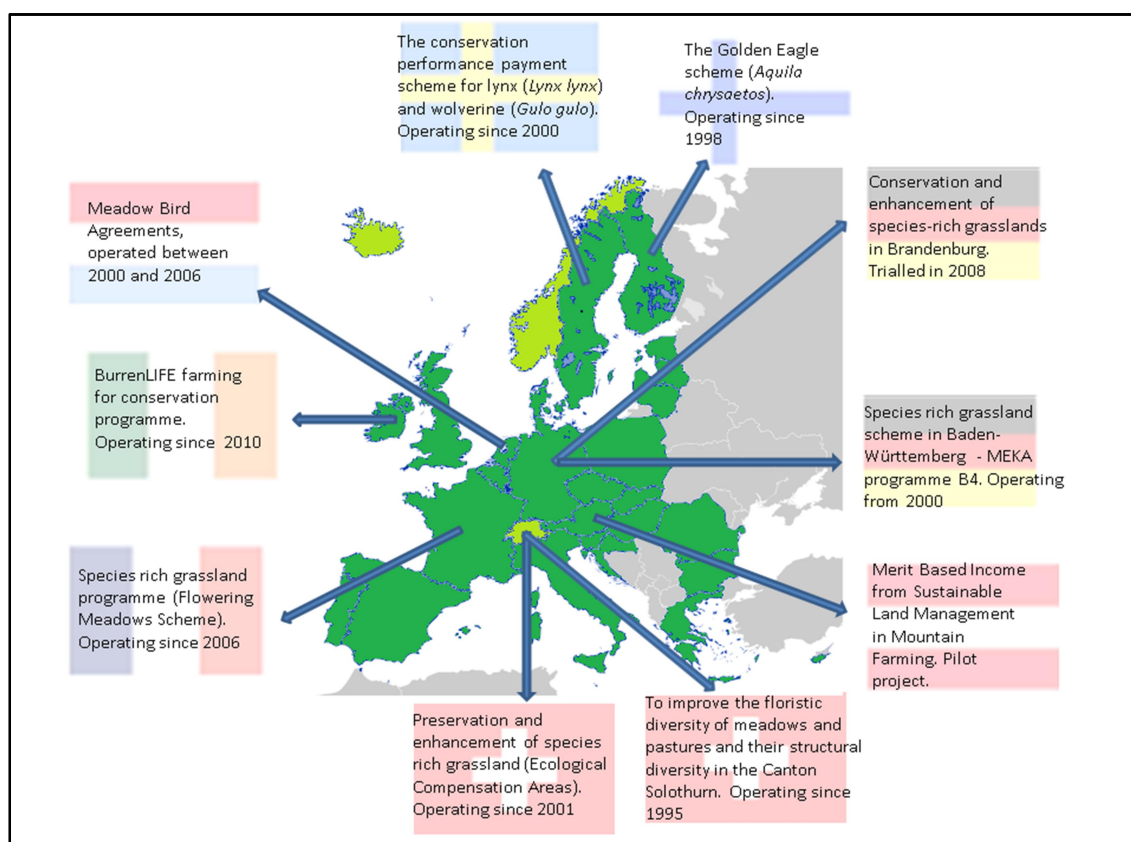 The conservation
performance payment
scheme for lynx (Lynx lynx)
and wolverine (Gulo gulo).
Operating since 2000
The Golden Eagle
scheme (Aquila
chrysaetos).
Operating since
1998
Meadow Bird
Agreements,
operated between
2000 and 2006
Conservation and
enhancement of
species-rich grasslands
in Brandenburg.
Trialled in 2008
BurrenLIFE farming
for conservation
programme.
Operating since 2010
Species rich grassland
scheme in Baden-
Württemberg - MEKA
programme B4. Operating
from 2000
Species rich grassland
programme (Flowering
Meadows Scheme).
Operating since 2006
Merit Based Income
from Sustainable
Land Management
in Mountain
Farming. Pilot
project.
Preservation and
enhancement of species
rich grassland (Ecological
Compensation Areas).
Operating since 2001
To improve the floristic
diversity of meadows and
pastures and their structural
diversity in the Canton
Solothurn. Operating since
1995